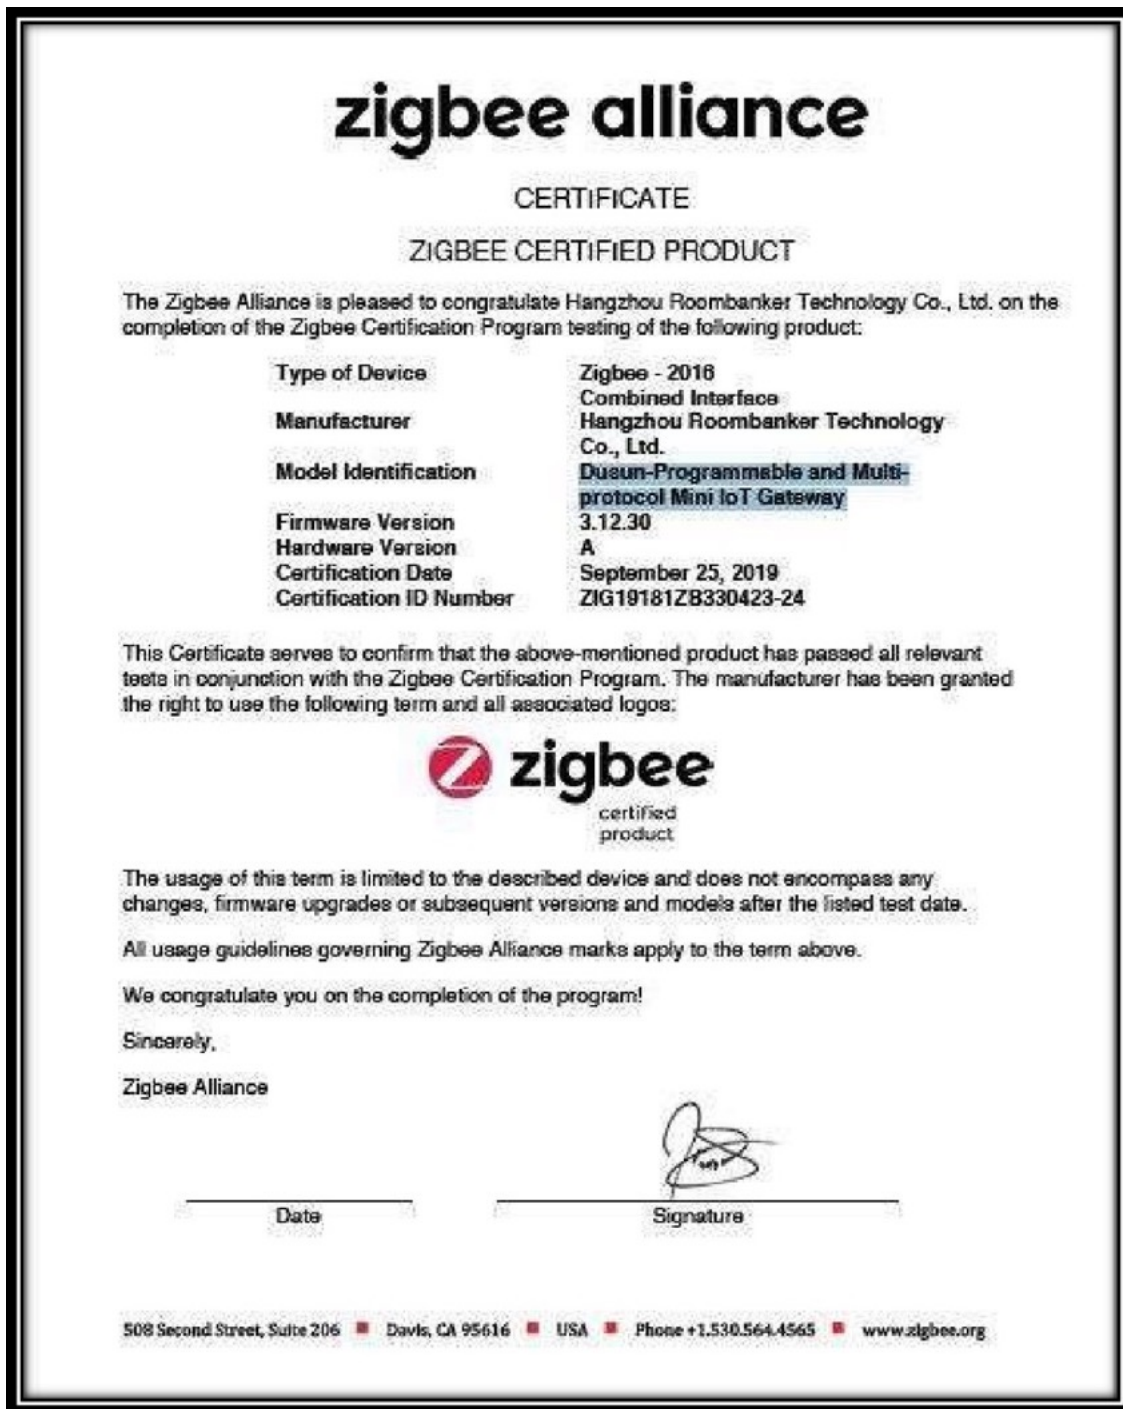 zigbee alliance
CERTIFICATE
ZIGBEE CERTIFIED PRODUCT
The Zigbee Alliance is pleased to congratulate Hangzhou Roombanker Technology Co., Ltd. on the
completion of the Zigbee Certification Program testing of the following product:
Type of Device Zigbee - 2016
Combined Interface
Manufacturer Hangzhou Roombanker Technology
Co., Ltd.
Model Identification Dusun-Programmable and Multi-
protocol Mini IoT Gateway
Firmware Version 3.12.30
Hardware Version A
Certification Date September 25, 2019
Certification ID Number ZIG19181ZB330423-24
This Certificate serves to confirm that the above-mentioned product has passed all relevant
tests in conjunction with the Zigbee Certification Program. The manufacturer has been granted
the right to use the following term and all associated logos:
zigbee
certified
product
The usage of this term is limited to the described device and does not encompass any
changes, firmware upgrades or subsequent versions and models after the listed test date.
All usage guidelines governing Zigbee Alliance marks apply to the term above.
We congratulate you on the completion of the program!
Sincerely,
Zigbee Alliance
Date Signature
508 Second Street, Suite 206 ■ Davis, CA 95616 ■ USA ■ Phone +1.530.564.4565 ■ www.zigbee.org